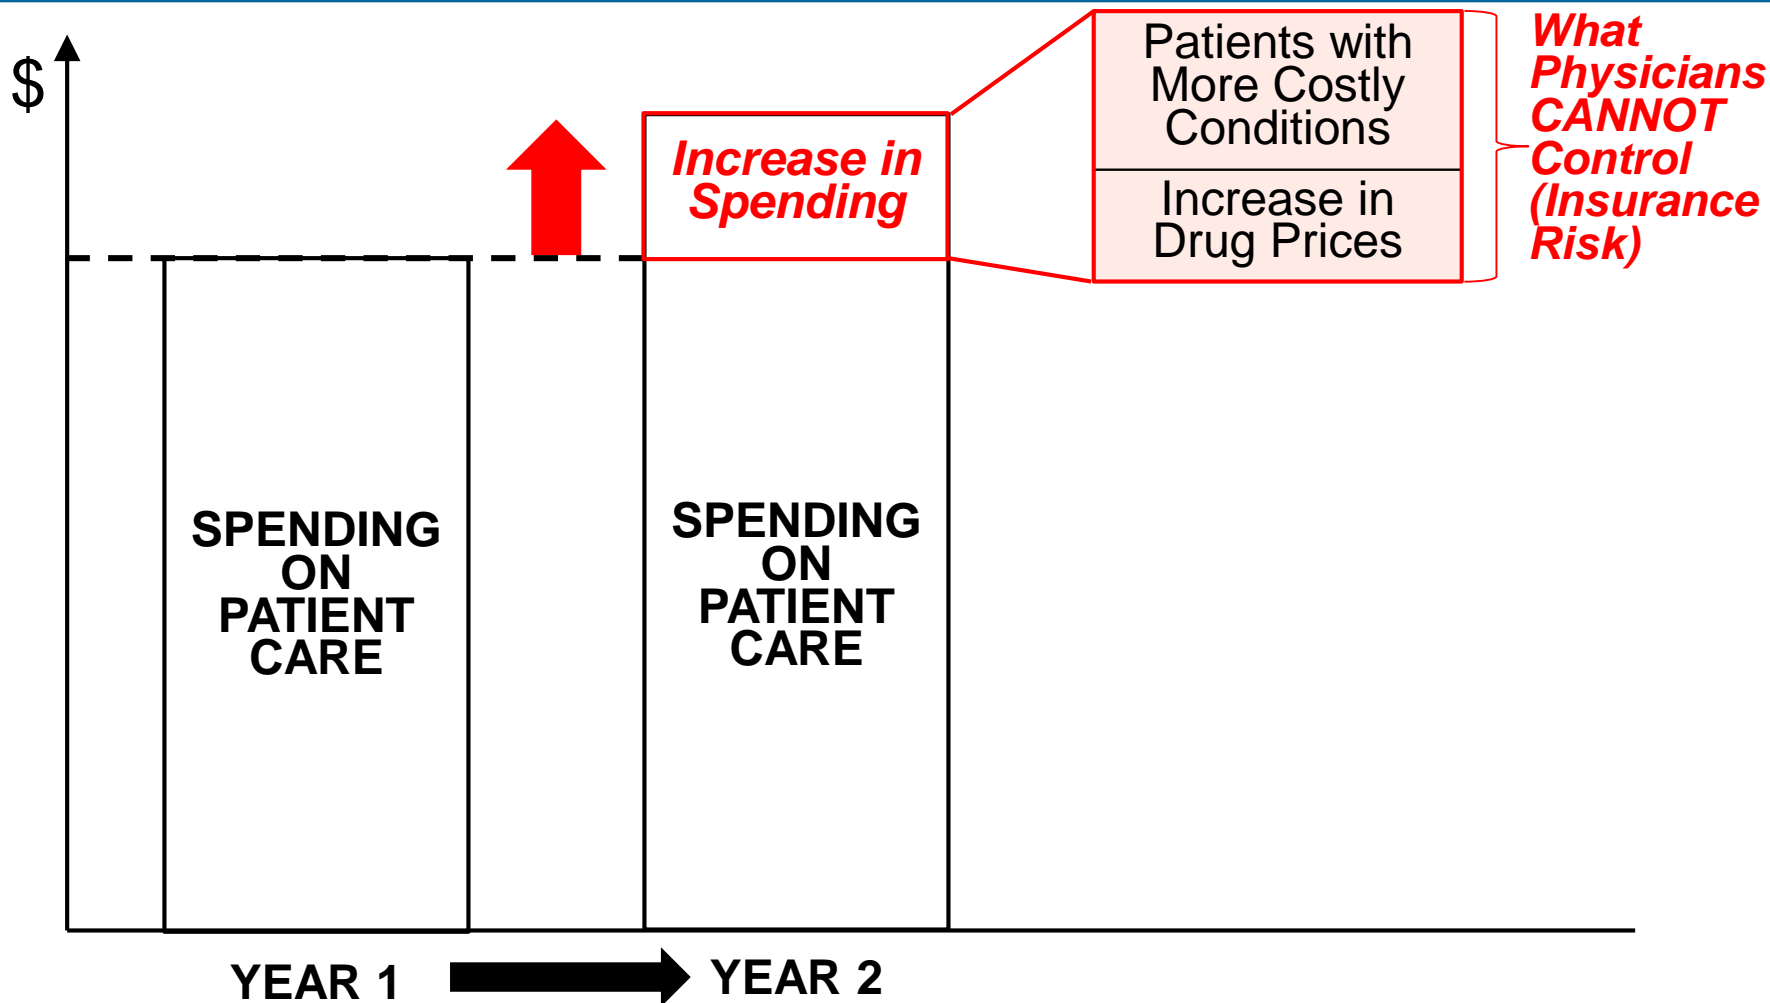 $
Increase in
Spending
Patients with
More Costly
Conditions
Increase in
Drug Prices
What
Physicians
CANNOT
Control
(Insurance
Risk)
SPENDING
ON
PATIENT
CARE
SPENDING
ON
PATIENT
CARE
YEAR 1
YEAR 2